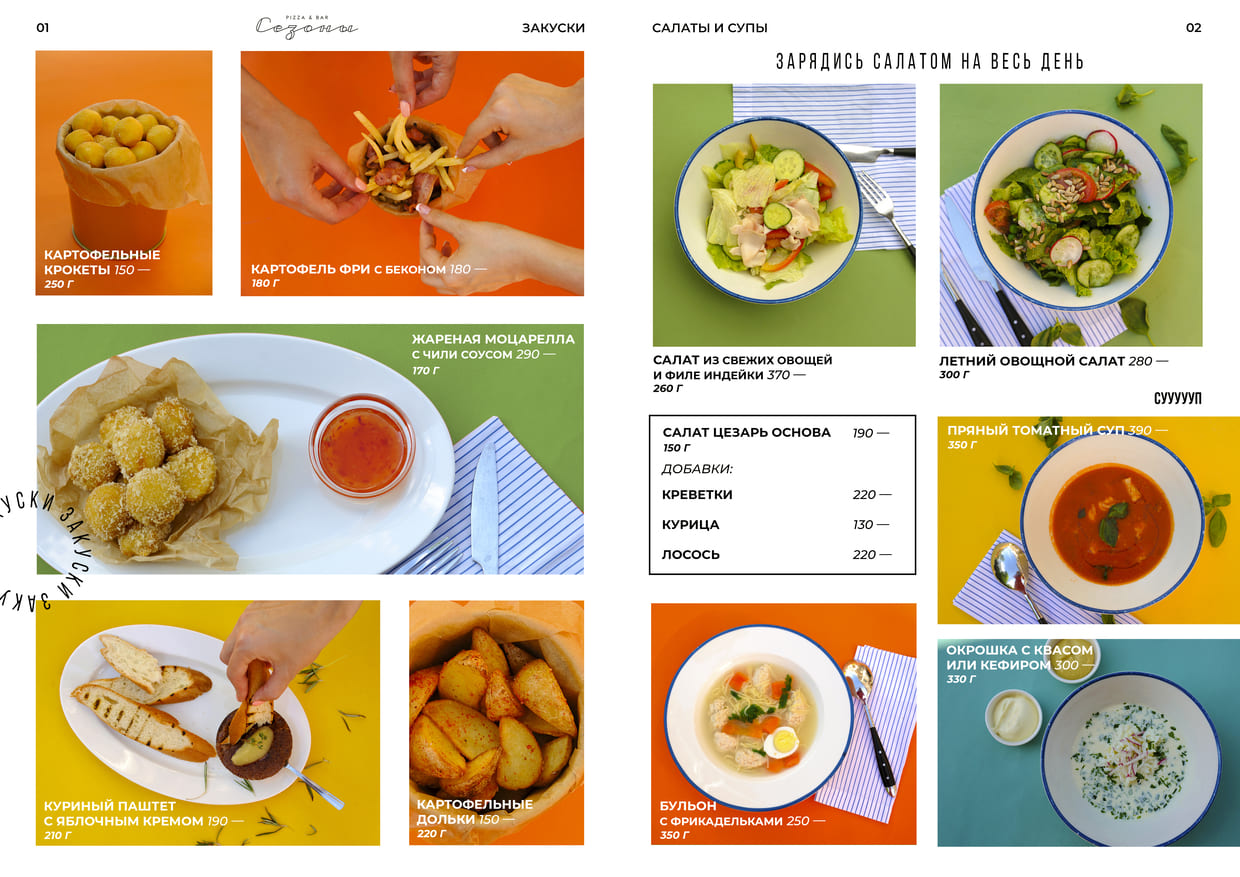 01
PIZZA & BAR
Сезоны
ЗАКУСКИ
КАРТОФЕЛЬНЫЕ
КРОКЕТЫ 150 —
250 Г
КАРТОФЕЛЬ ФРИ С БЕКОНОМ 180 —
180 Г
ЖАРЕНАЯ МОЦАРЕЛЛА
С ЧИЛИ СОУСОМ 290 —
170 Г
УСКИ ЗАКУСКИ ЗАКУ
КУРИНЫЙ ПАШТЕТ
С ЯБЛОЧНЫМ КРЕМОМ 190 —
210 Г
КАРТОФЕЛЬНЫЕ
ДОЛЬКИ 150 —
220 Г
САЛАТЫ И СУПЫ
02
ЗАРЯДИСЬ САЛАТОМ НА ВЕСЬ ДЕНЬ
САЛАТ ИЗ СВЕЖИХ ОВОЩЕЙ
И ФИЛЕ ИНДЕЙКИ 370 —
260 Г
ЛЕТНИЙ ОВОЩНОЙ САЛАТ 280 —
300 Г
САЛАТ ЦЕЗАРЬ ОСНОВА 190 —
150 Г
ДОБАВКИ:
КРЕВЕТКИ 220 —
КУРИЦА 130 —
ЛОСОСЬ 220 —
СУУУУУП
ПРЯНЫЙ ТОМАТНЫЙ СУП 390 —
350 Г
БУЛЬОН
С ФРИКАДЕЛЬКАМИ 250 —
350 Г
ОКРОШКА С КВАСОМ
ИЛИ КЕФИРОМ 300 —
330 Г